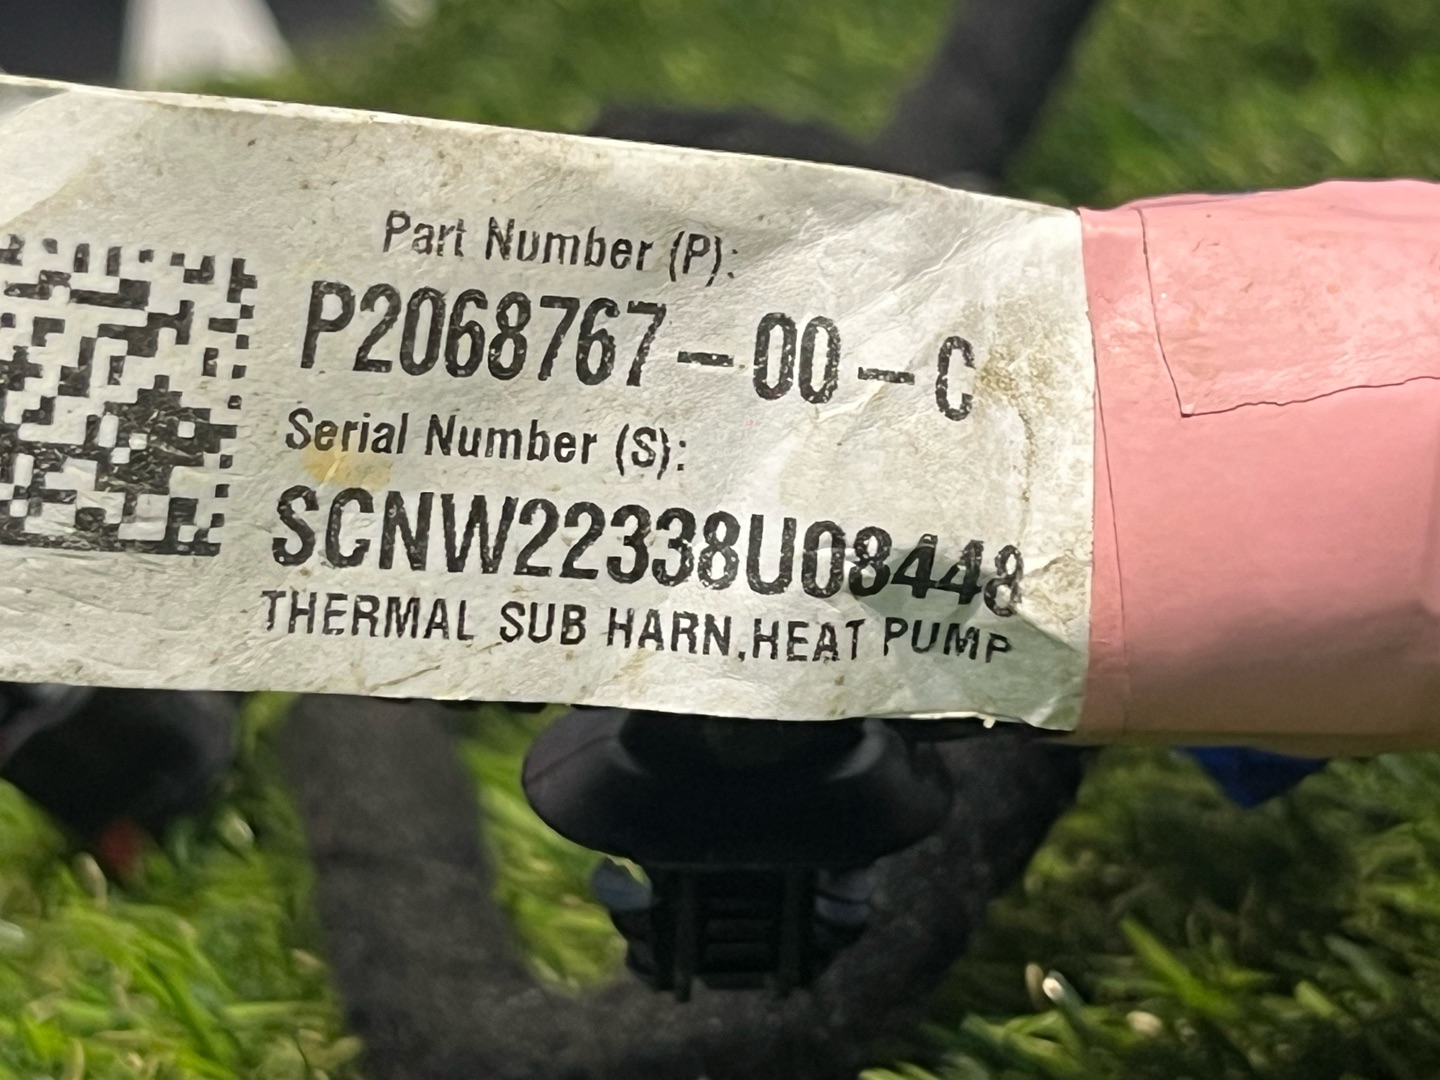 Part Number (P):
P2068767-00-C
Serial Number (S):
SCNW22338U08448
THERMAL SUB HARN,HEAT PUMP